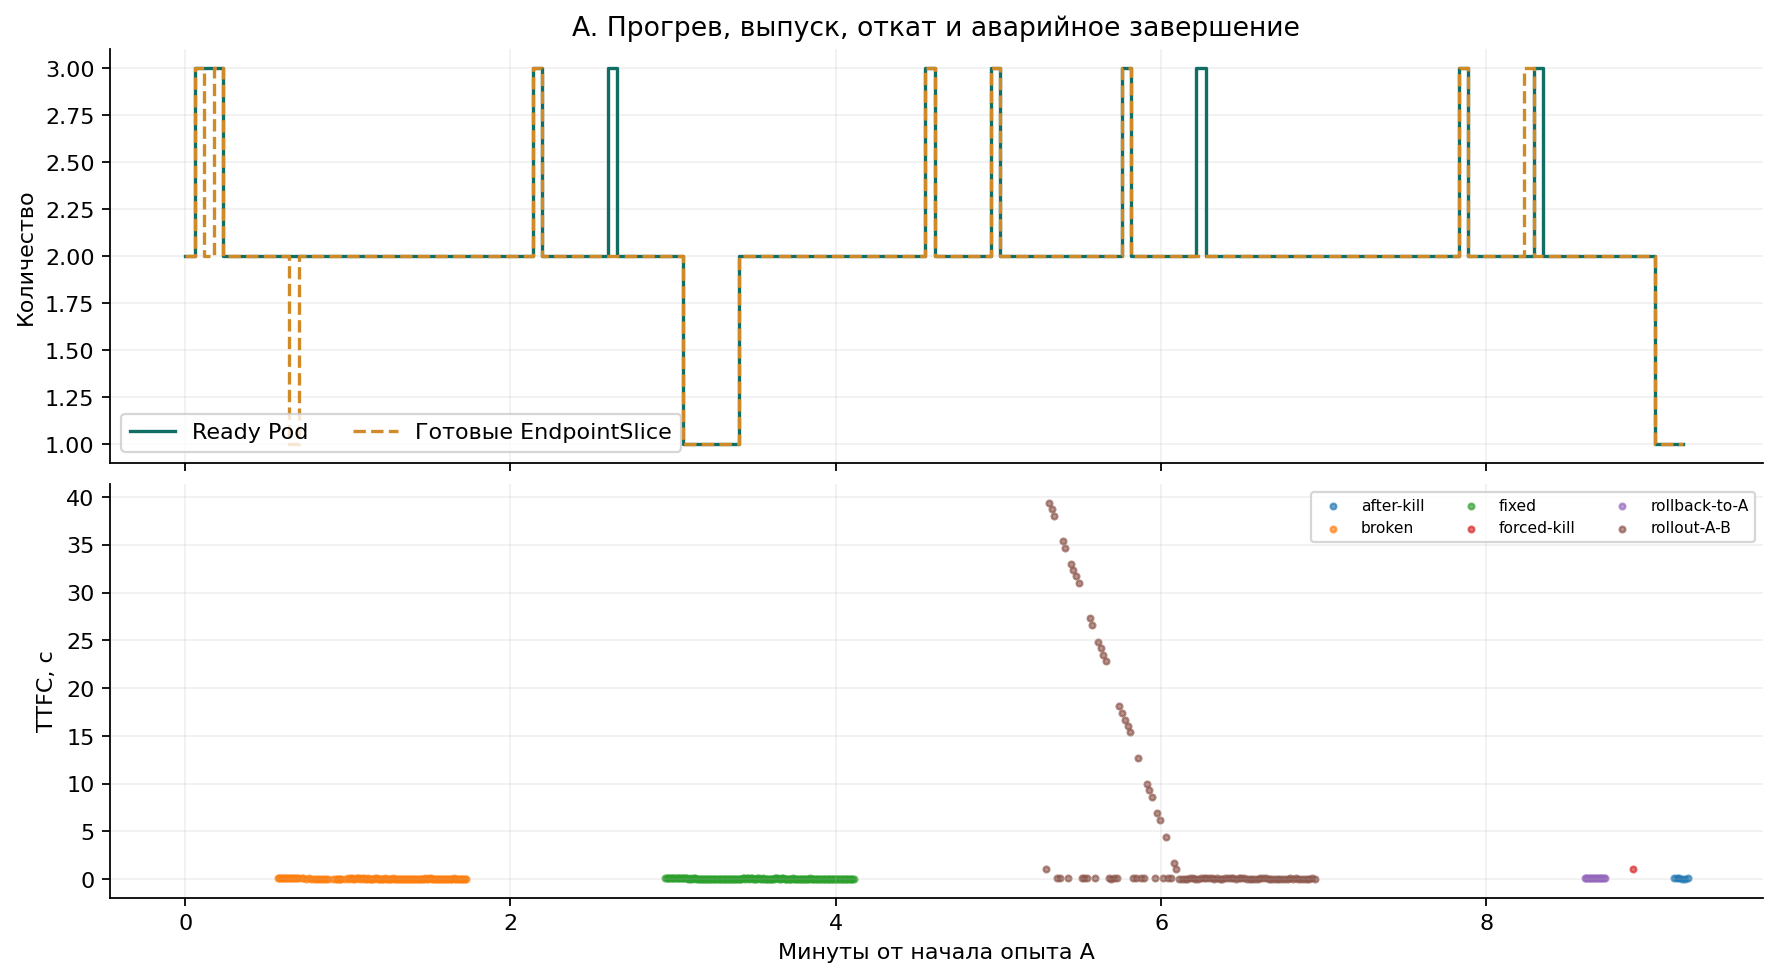 А. Прогрев, выпуск, откат и аварийное завершение
Количество
3.00
2.75
2.50
2.25
2.00
1.75
1.50
1.25
1.00
Ready Pod
Готовые EndpointSlice
TTFC, с
40
35
30
25
20
15
10
5
0
after-kill
fixed
rollback-to-A
broken
forced-kill
rollout-A-B
0
2
4
6
8
Минуты от начала опыта А